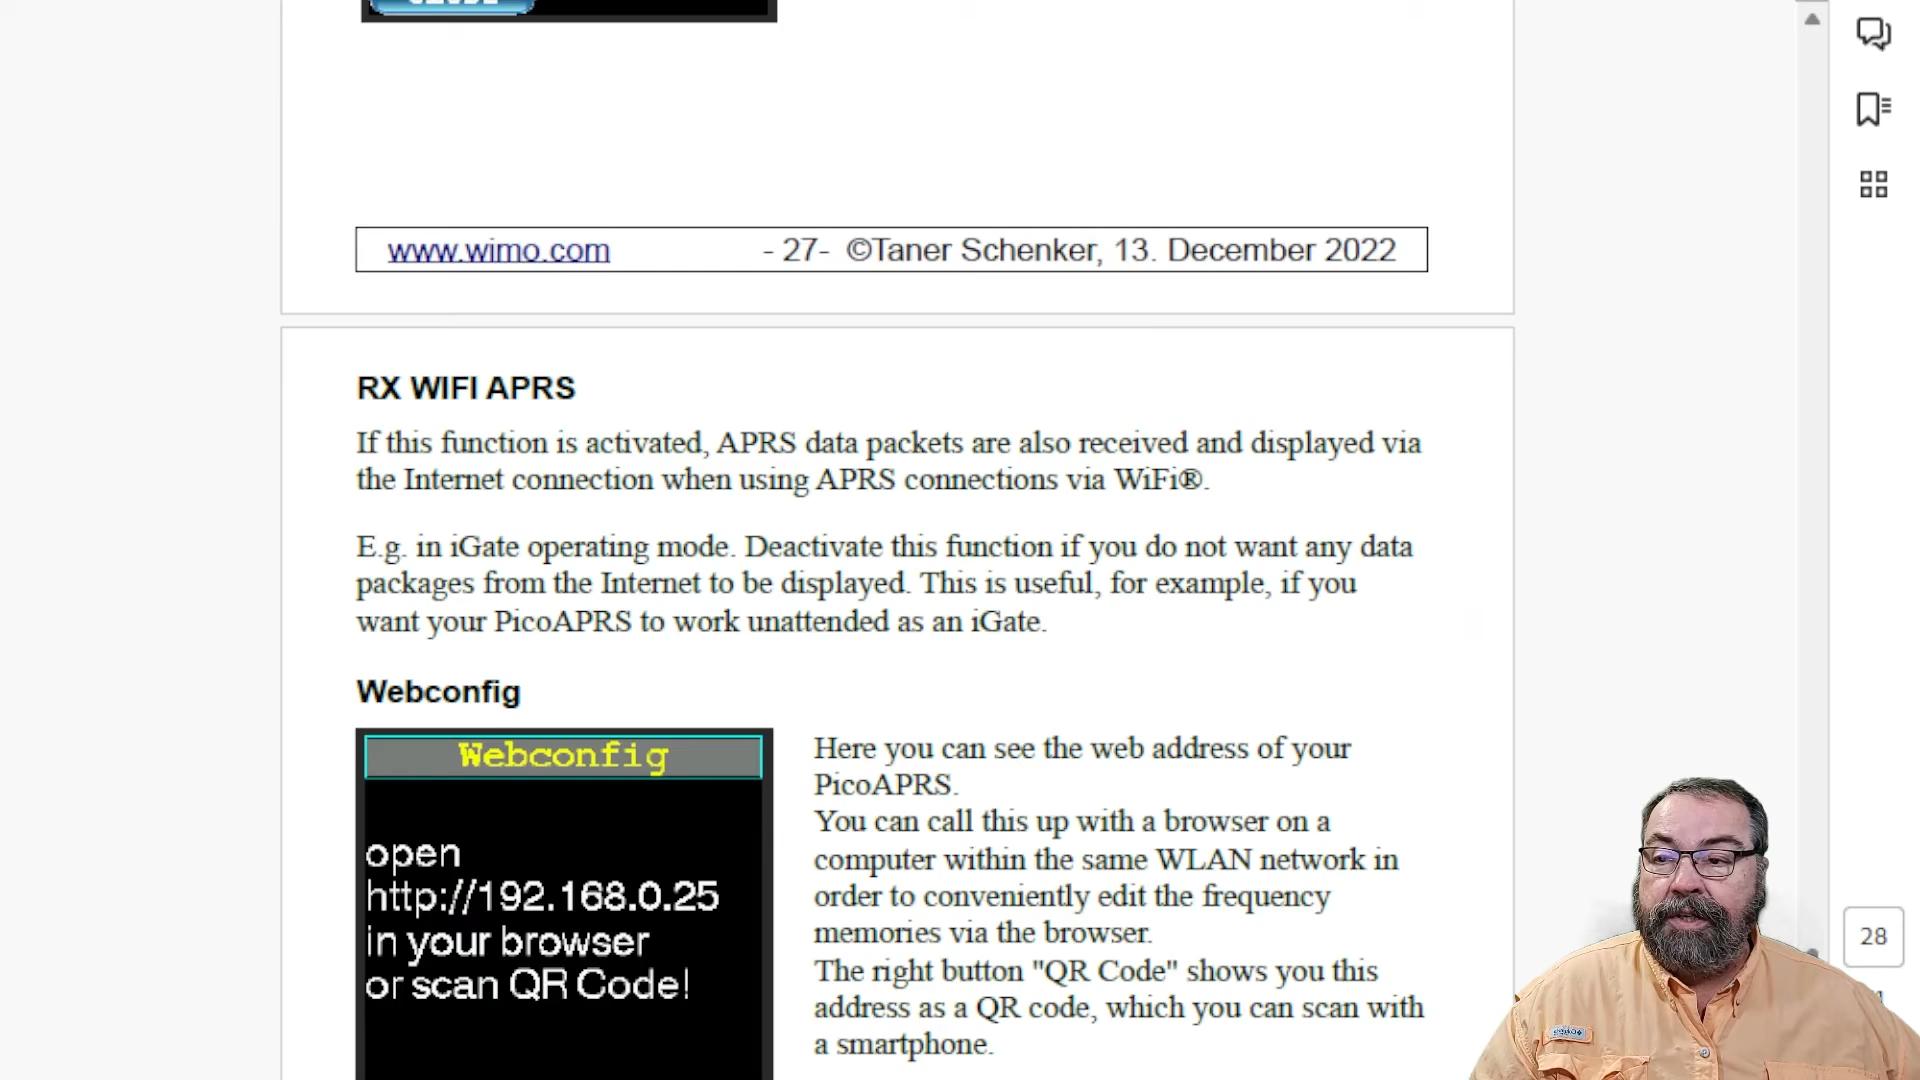 www.wimo.com - 27- ©Taner Schenker, 13. December 2022
RX WIFI APRS
If this function is activated, APRS data packets are also received and displayed via
the Internet connection when using APRS connections via WiFi®.
E.g. in iGate operating mode. Deactivate this function if you do not want any data
packages from the Internet to be displayed. This is useful, for example, if you
want your PicoAPRS to work unattended as an iGate.
Webconfig
Webconfig
open
http://192.168.0.25
in your browser
or scan QR Code!
Here you can see the web address of your
PicoAPRS.
You can call this up with a browser on a
computer within the same WLAN network in
order to conveniently edit the frequency
memories via the browser.
The right button "QR Code" shows you this
address as a QR code, which you can scan with
a smartphone.
28